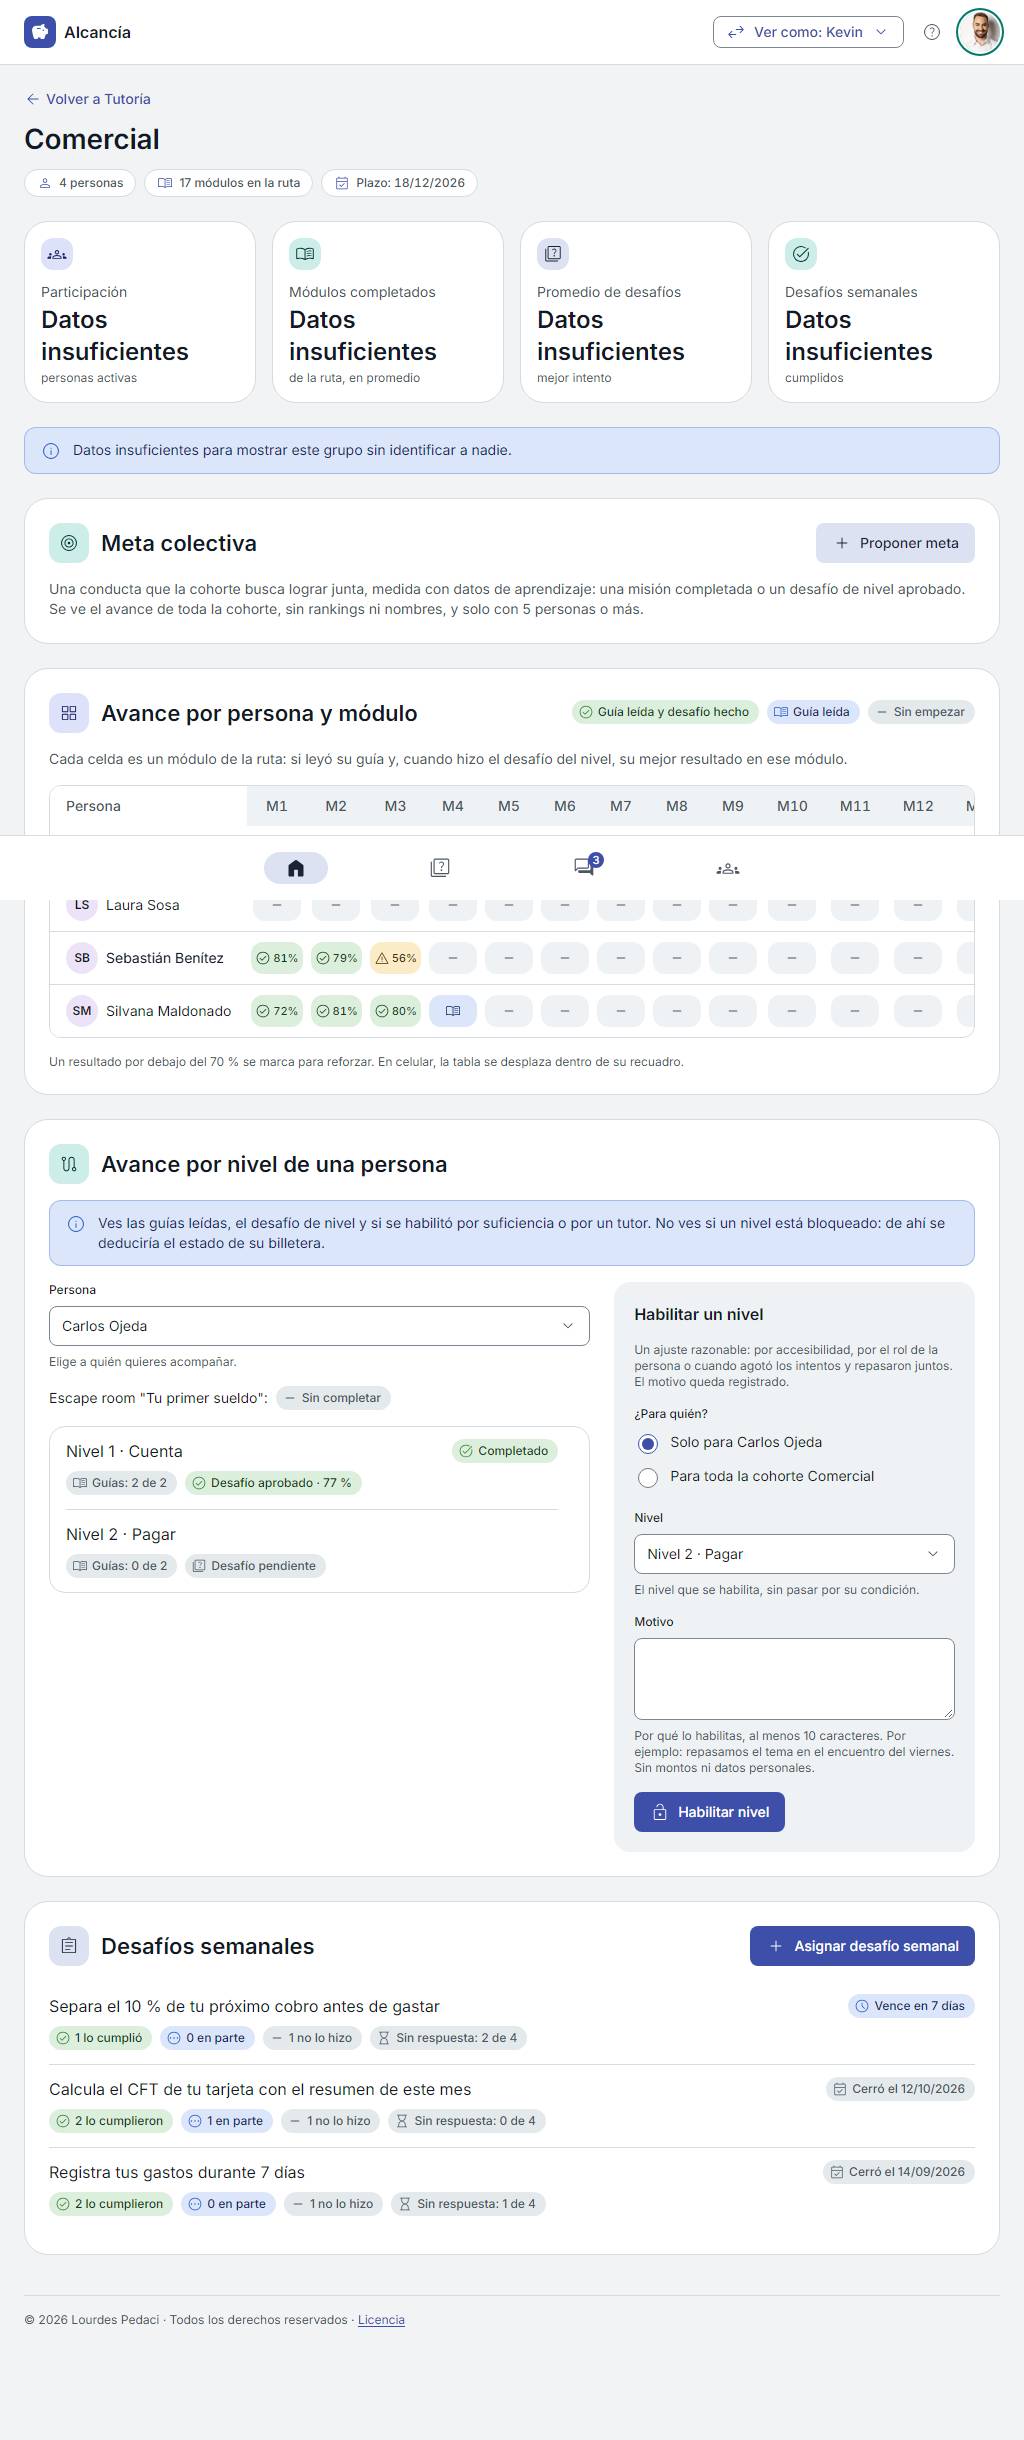 Alcancía
Ver como: Kevin
Volver a Tutoría
Comercial
4 personas
17 módulos en la ruta
Plazo: 18/12/2026
Participación
Datos
insuficientes
personas activas
Módulos completados
Datos
insuficientes
de la ruta, en promedio
Promedio de desafíos
Datos
insuficientes
mejor intento
Desafíos semanales
Datos
insuficientes
cumplidos
Datos insuficientes para mostrar este grupo sin identificar a nadie.
Meta colectiva
Proponer meta
Una conducta que la cohorte busca lograr junta, medida con datos de aprendizaje: una misión completada o un desafío de nivel aprobado.
Se ve el avance de toda la cohorte, sin rankings ni nombres, y solo con 5 personas o más.
Avance por persona y módulo
Guía leída y desafío hecho
Guía leída
Sin empezar
Cada celda es un módulo de la ruta: si leyó su guía y, cuando hizo el desafío del nivel, su mejor resultado en ese módulo.
Persona M1 M2 M3 M4 M5 M6 M7 M8 M9 M10 M11 M12
3
LS Laura Sosa – – – – – – – – – – – –
SB Sebastián Benítez 81% 79% 56% – – – – – – – – –
SM Silvana Maldonado 72% 81% 80% – – – – – – – –
Un resultado por debajo del 70 % se marca para reforzar. En celular, la tabla se desplaza dentro de su recuadro.
Avance por nivel de una persona
Ves las guías leídas, el desafío de nivel y si se habilitó por suficiencia o por un tutor. No ves si un nivel está bloqueado: de ahí se
deduciría el estado de su billetera.
Persona
Carlos Ojeda
Elige a quién quieres acompañar.
Escape room "Tu primer sueldo":
Sin completar
Nivel 1 · Cuenta
Completado
Guías: 2 de 2
Desafío aprobado · 77 %
Nivel 2 · Pagar
Guías: 0 de 2
Desafío pendiente
Habilitar un nivel
Un ajuste razonable: por accesibilidad, por el rol de la
persona o cuando agotó los intentos y repasaron juntos.
El motivo queda registrado.
¿Para quién?
Solo para Carlos Ojeda
Para toda la cohorte Comercial
Nivel
Nivel 2 · Pagar
El nivel que se habilita, sin pasar por su condición.
Motivo
Por qué lo habilitas, al menos 10 caracteres. Por
ejemplo: repasamos el tema en el encuentro del viernes.
Sin montos ni datos personales.
Habilitar nivel
Desafíos semanales
Asignar desafío semanal
Separa el 10 % de tu próximo cobro antes de gastar
Vence en 7 días
1 lo cumplió
0 en parte
1 no lo hizo
Sin respuesta: 2 de 4
Calcula el CFT de tu tarjeta con el resumen de este mes
Cerró el 12/10/2026
2 lo cumplieron
1 en parte
1 no lo hizo
Sin respuesta: 0 de 4
Registra tus gastos durante 7 días
Cerró el 14/09/2026
2 lo cumplieron
0 en parte
1 no lo hizo
Sin respuesta: 1 de 4
© 2026 Lourdes Pedaci · Todos los derechos reservados · Licencia